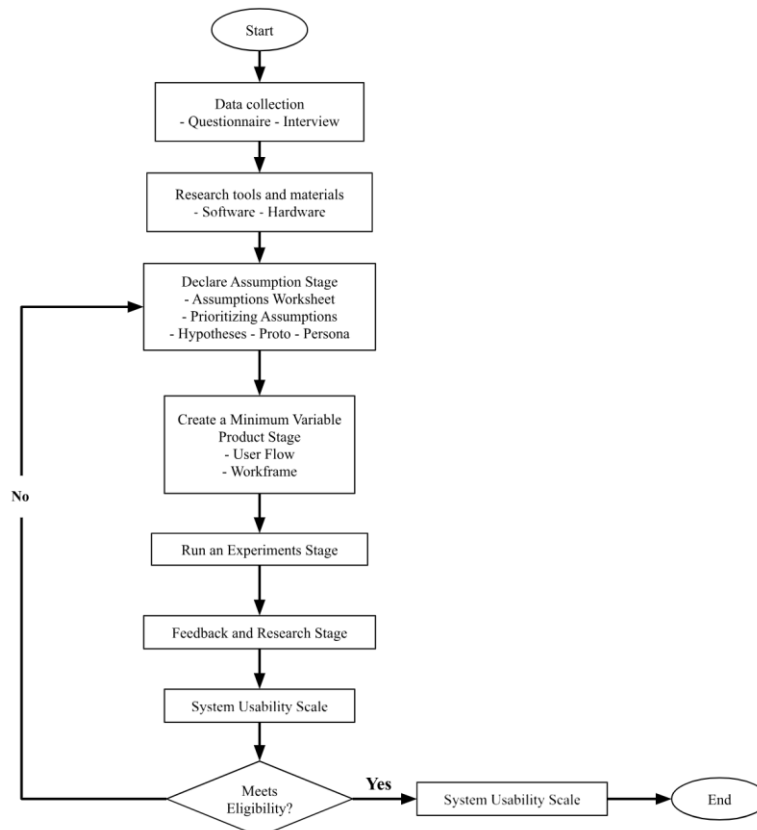 Start
Data collection
- Questionnaire - Interview
Research tools and materials
- Software - Hardware
Declare Assumption Stage
- Assumptions Worksheet
- Prioritizing Assumptions
- Hypotheses - Proto - Persona
Create a Minimum Variable
Product Stage
- User Flow
- Workframe
No
Run an Experiments Stage
Feedback and Research Stage
System Usability Scale
Meets
Eligibility?
Yes
System Usability Scale
End